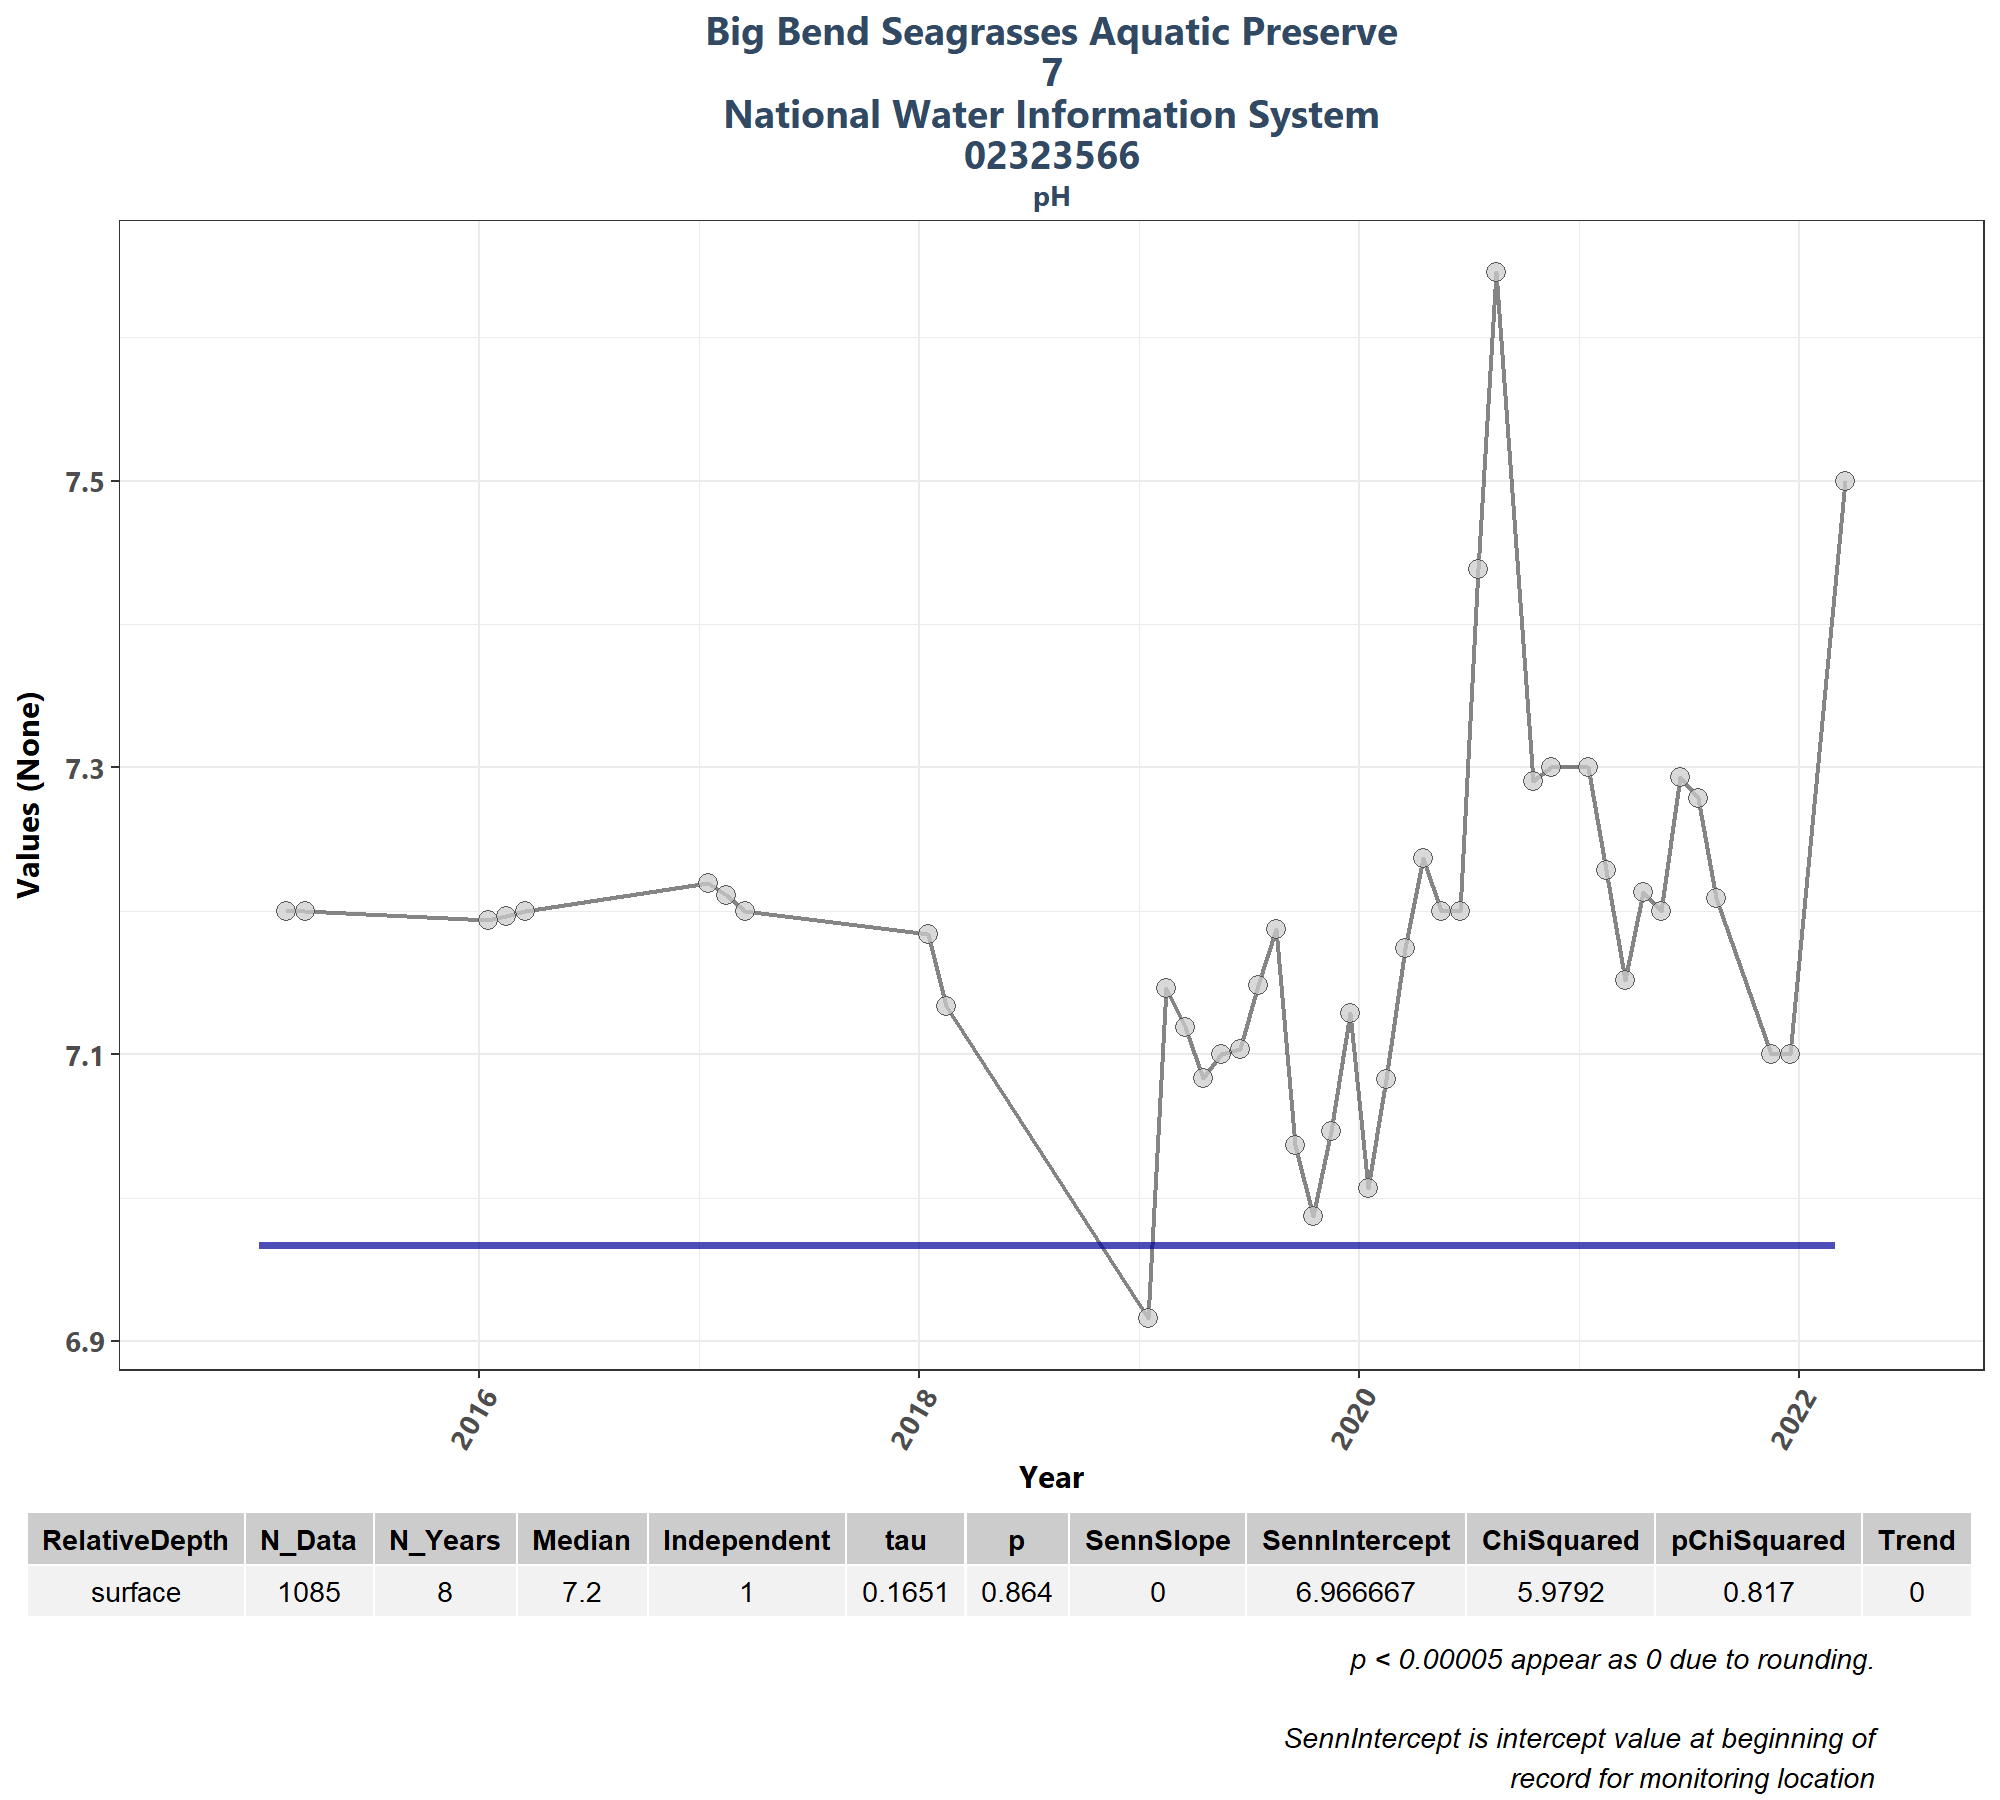 Big Bend Seagrasses Aquatic Preserve
7
National Water Information System
02323566
pH
Values (None)
7.5
7.3
7.1
6.9
2016 2018 2020 2022
Year
RelativeDepth N_Data N_Years Median Independent tau p SennSlope SennIntercept ChiSquared pChiSquared Trend
surface 1085 8 7.2 1 0.1651 0.864 0 6.966667 5.9792 0.817 0
p < 0.00005 appear as 0 due to rounding.
SennIntercept is intercept value at beginning of
record for monitoring location